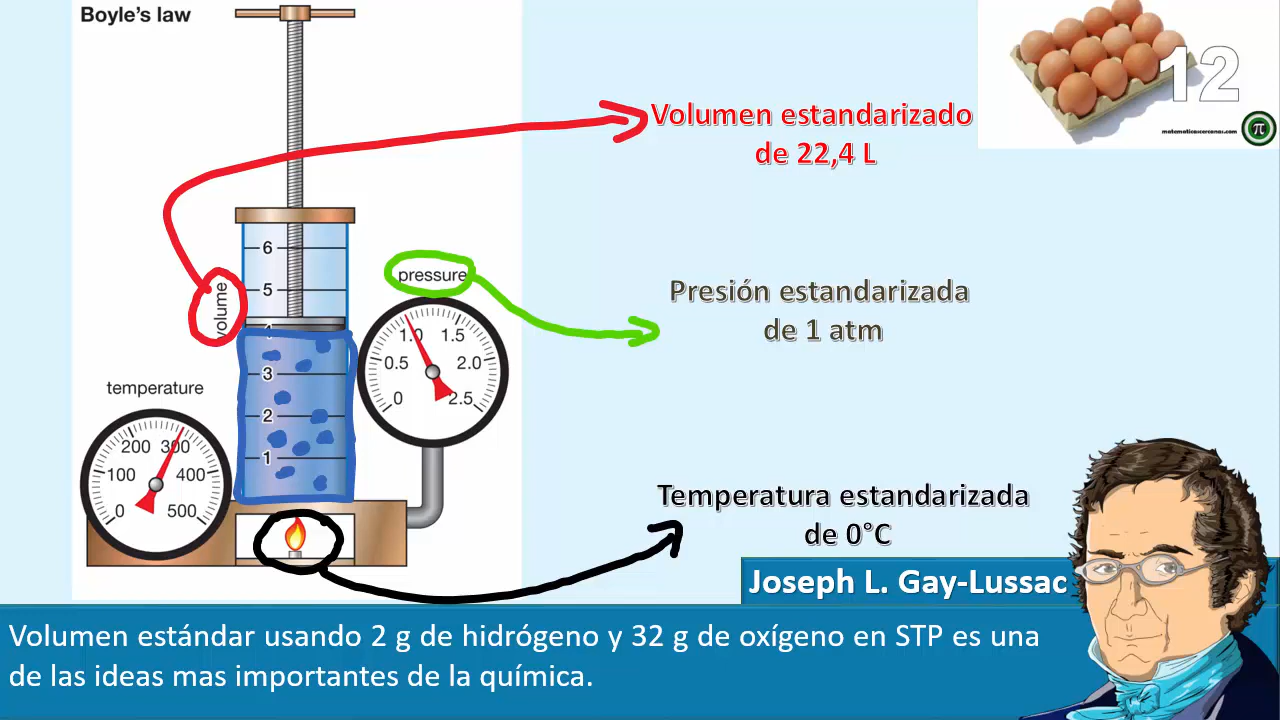 Boyle's law
12
matematicascercanas.com
π
Volumen estandarizado
de 22,4 L
6
5
4
3
2
1
volume
pressure
0
0.5
1.0
1.5
2.0
2.5
Presión estandarizada
de 1 atm
temperature
0
100
200
300
400
500
Temperatura estandarizada
de 0°C
Joseph L. Gay-Lussac
Volumen estándar usando 2 g de hidrógeno y 32 g de oxígeno en STP es una
de las ideas mas importantes de la química.